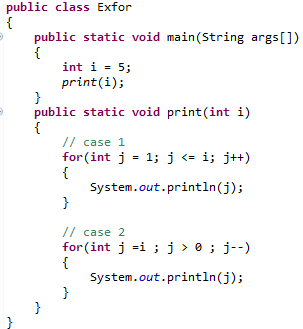 public class Exfor
{
    public static void main(String args[])
    {
        int i = 5;
        print(i);
    }
    public static void print(int i)
    {
        // case 1
        for(int j = 1; j <= i; j++)
        {
            System.out.println(j);
        }

        // case 2
        for(int j =i ; j > 0 ; j--)
        {
            System.out.println(j);
        }
    }
}